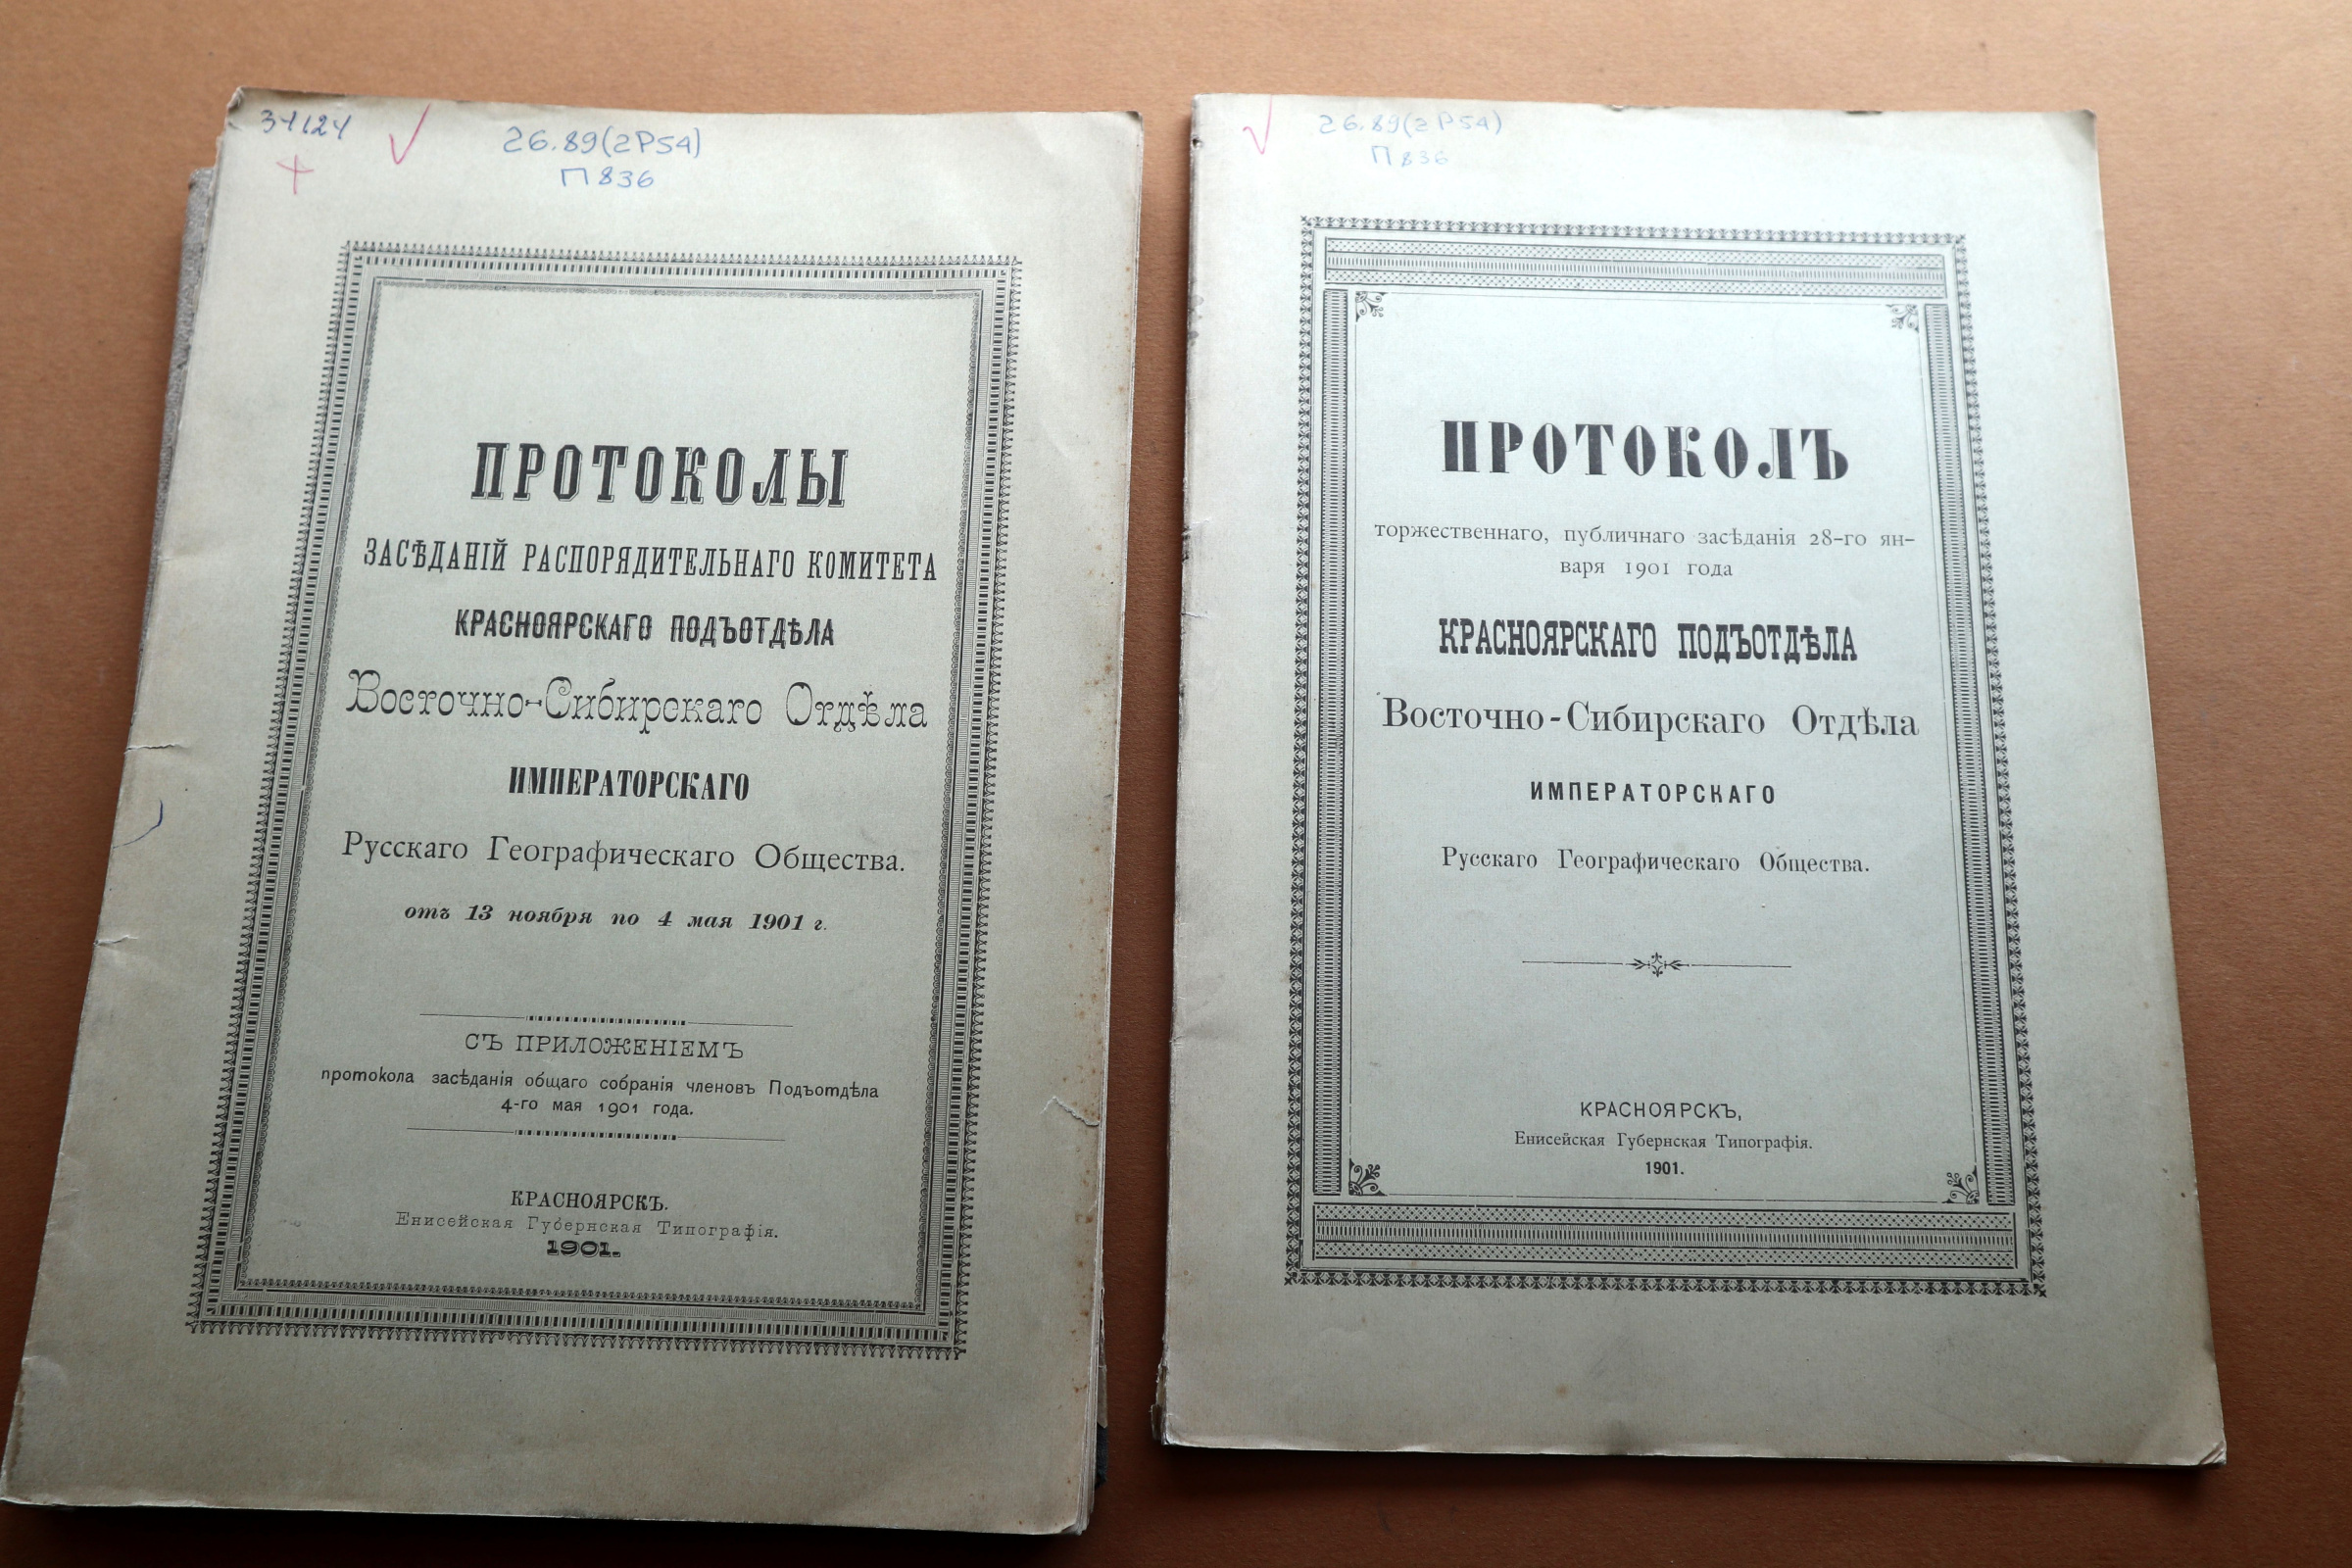 31124
26.89(2Р54)
П836
ПРОТОКОЛЫ
ЗАСѢДАНІЙ РАСПОРЯДИТЕЛЬНАГО КОМИТЕТА
КРАСНОЯРСКАГО ПОДЪОТДѢЛА
Восточно-Сибирскаго Отдѣла
ИМПЕРАТОРСКАГО
Русскаго Географическаго Общества.
отъ 13 ноября по 4 мая 1901 г.
СЪ ПРИЛОЖЕНІЕМЪ
протокола засѣданія общаго собранія членовъ Подъотдѣла
4-го мая 1901 года.
КРАСНОЯРСКЪ.
Енисейская Губернская Типографія.
1901.
26.89(2Р54)
П836
ПРОТОКОЛЪ
торжественнаго, публичнаго засѣданія 28-го ян-
варя 1901 года
КРАСНОЯРСКАГО ПОДЪОТДѢЛА
Восточно-Сибирскаго Отдѣла
ИМПЕРАТОРСКАГО
Русскаго Географическаго Общества.
КРАСНОЯРСКЪ,
Енисейская Губернская Типографія.
1901.